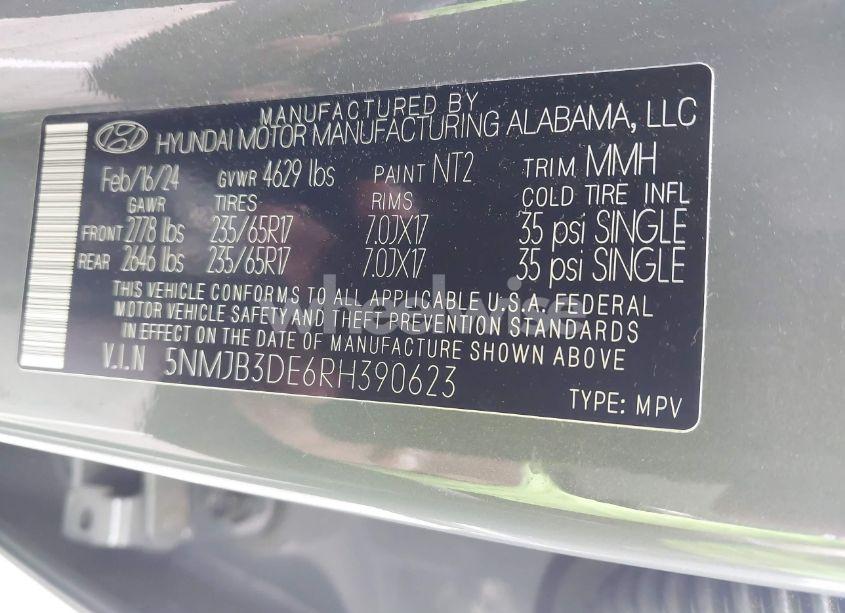 MANUFACTURED BY
HYUNDAI MOTOR MANUFACTURING ALABAMA, LLC
Feb/16/24 GVWR 4629 lbs PAINT NT2 TRIM MMH
GAWR TIRES RIMS COLD TIRE INFL
FRONT 2778 lbs 235/65R17 7.0JX17 35 psi SINGLE
REAR 2646 lbs 235/65R17 7.0JX17 35 psi SINGLE
THIS VEHICLE CONFORMS TO ALL APPLICABLE U.S.A. FEDERAL
MOTOR VEHICLE SAFETY AND THEFT PREVENTION STANDARDS
IN EFFECT ON THE DATE OF MANUFACTURE SHOWN ABOVE
V.I.N 5NMJB3DE6RH390623
TYPE: MPV
wheelwise